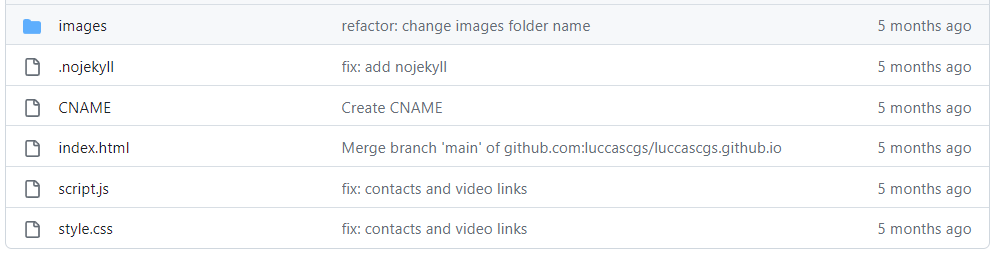 images refactor: change images folder name 5 months ago
.nojekyll fix: add nojekyll 5 months ago
CNAME Create CNAME 5 months ago
index.html Merge branch 'main' of github.com:luccascgs/luccascgs.github.io 5 months ago
script.js fix: contacts and video links 5 months ago
style.css fix: contacts and video links 5 months ago